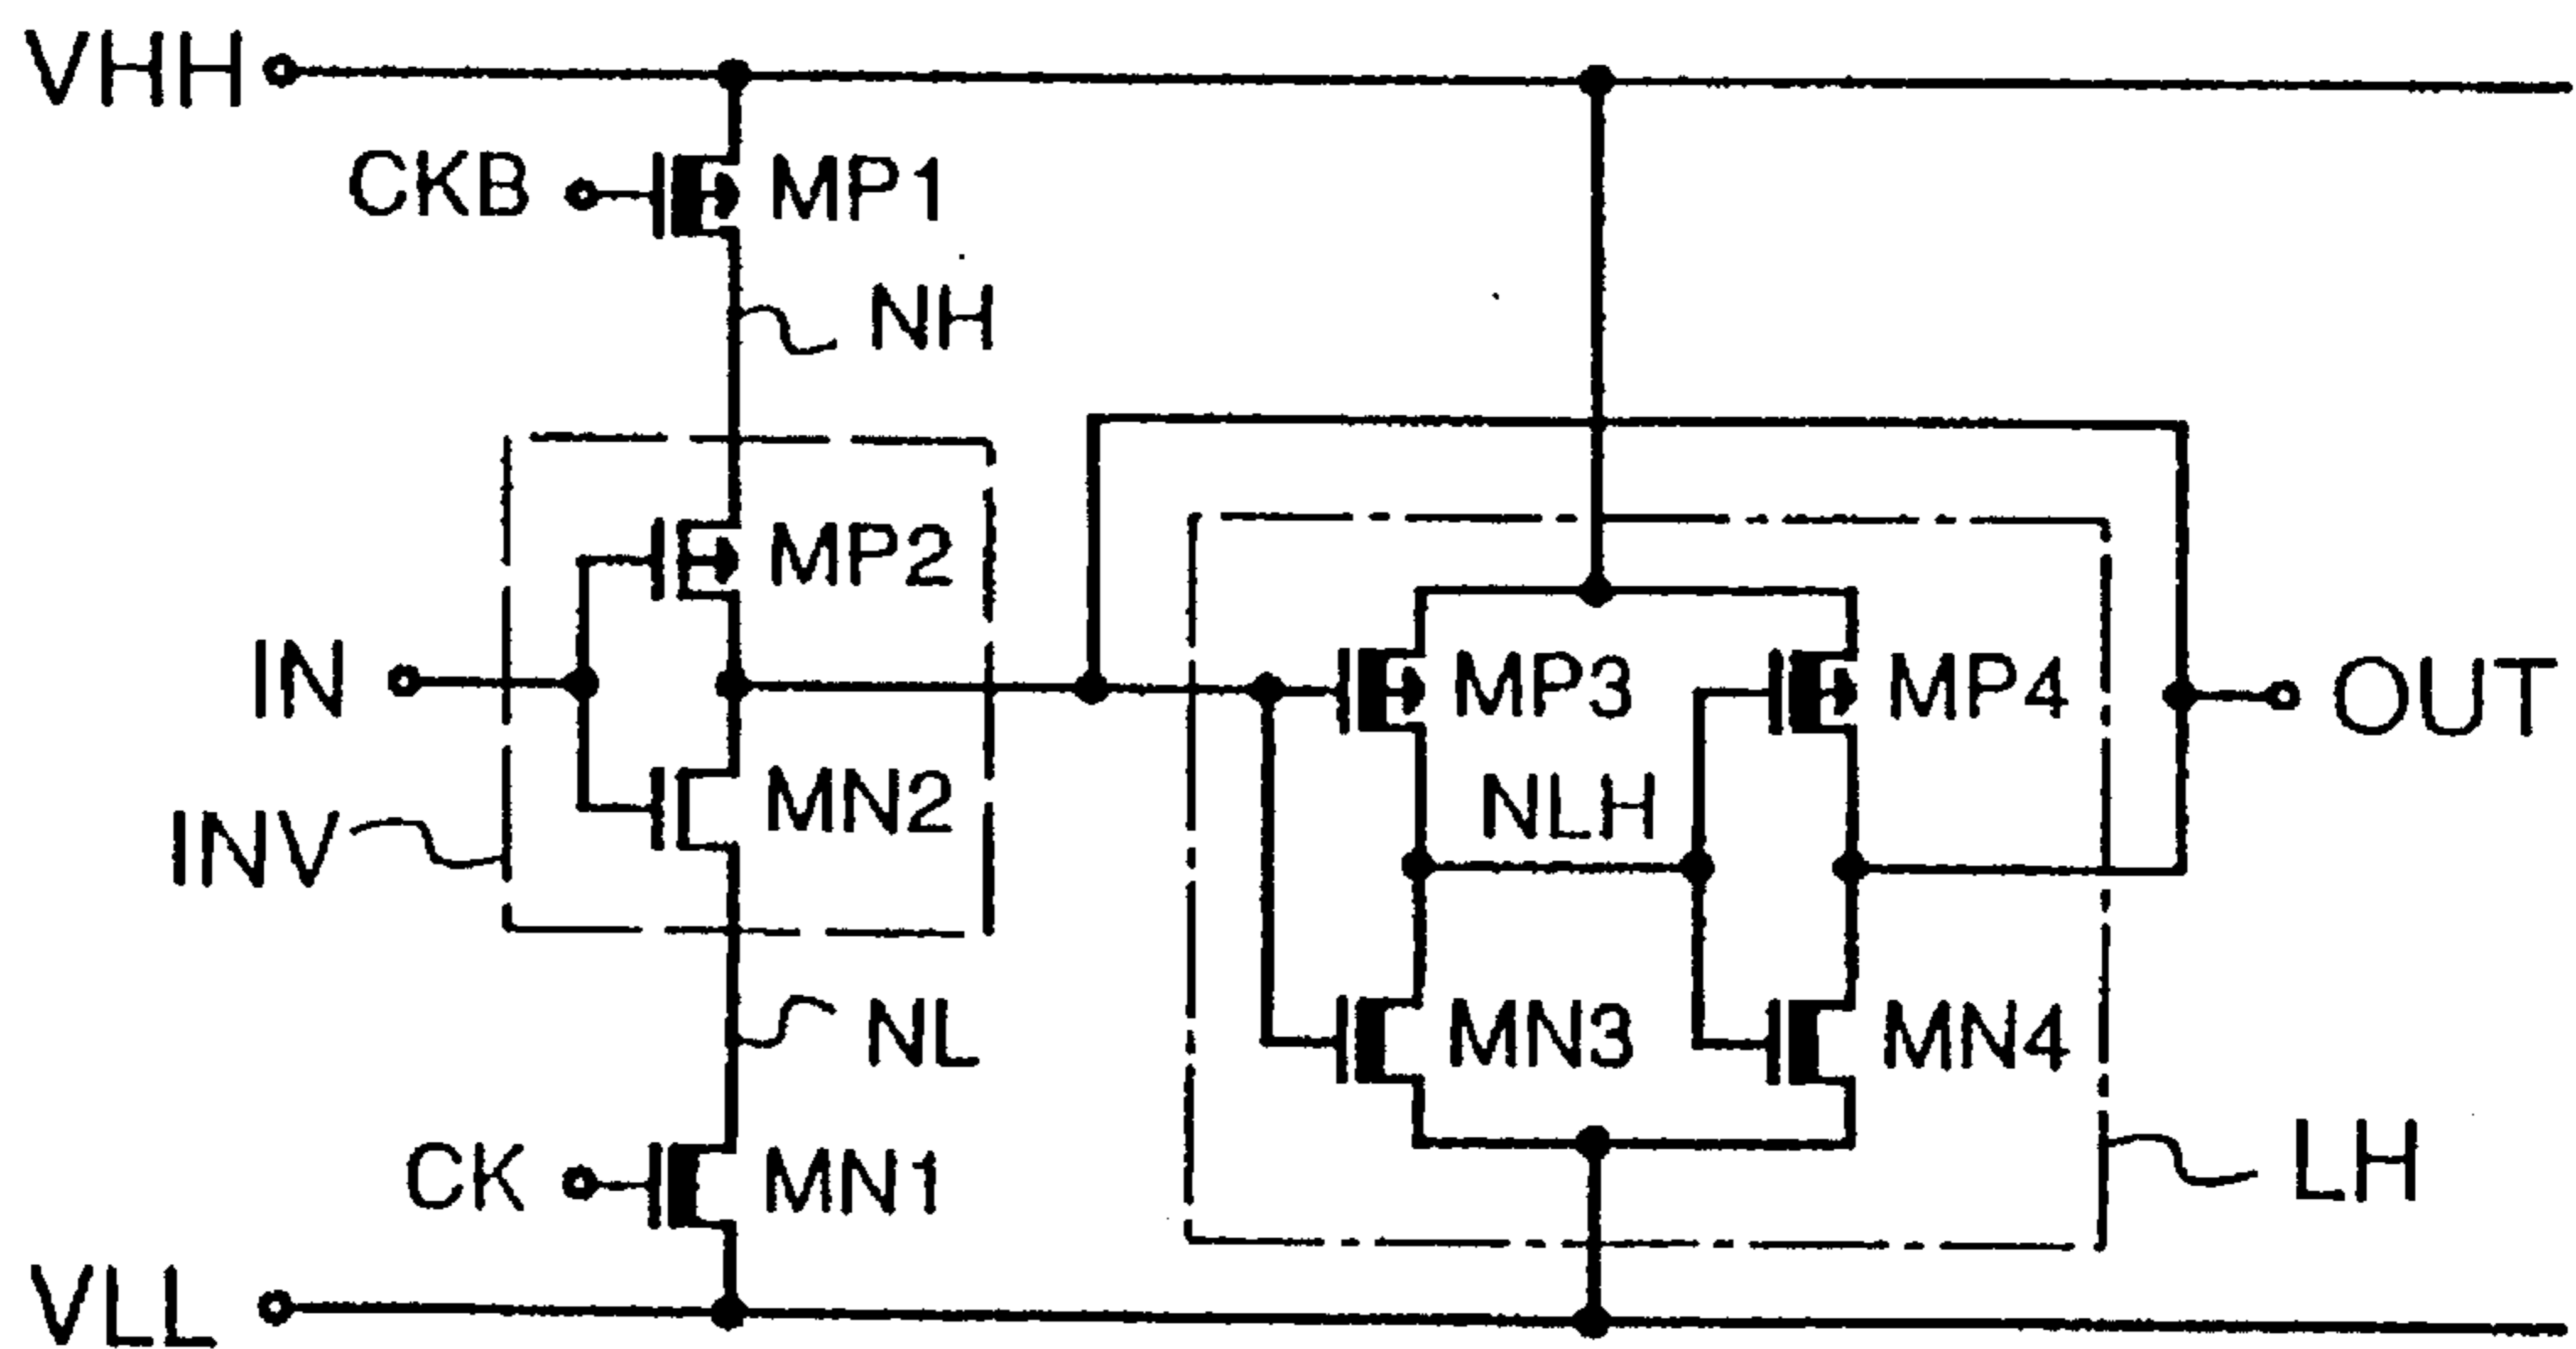 VHH
CKB
MP1
NH
MP2
IN
MP3
MP4
OUT
MN2
NLH
INV
NL
MN3
MN4
CK
MN1
LH
VLL